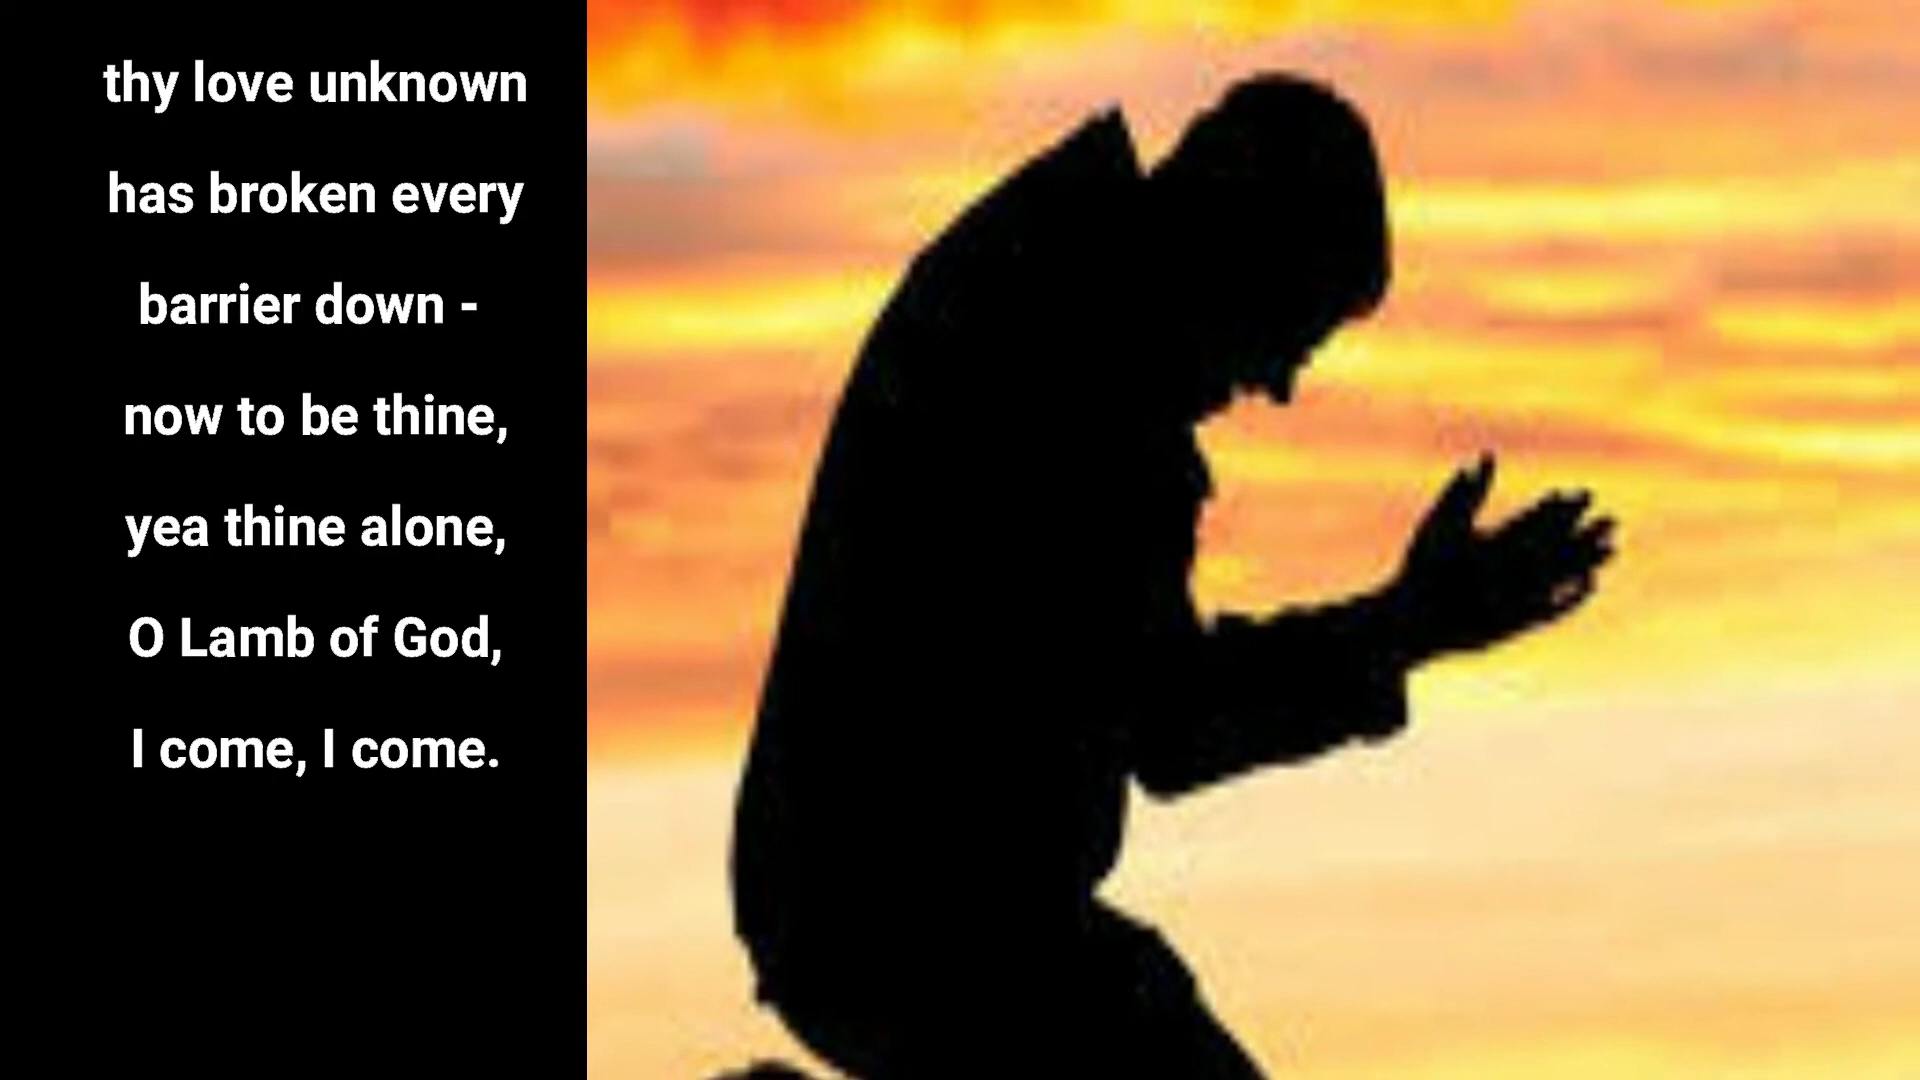 thy love unknown
has broken every
barrier down -
now to be thine,
yea thine alone,
O Lamb of God,
I come, I come.